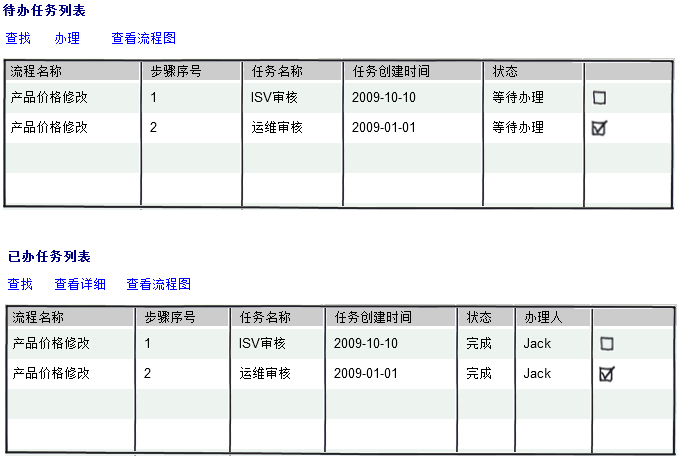 待办任务列表
查找 办理 查看流程图
流程名称 步骤序号 任务名称 任务创建时间 状态
产品价格修改 1 ISV审核 2009-10-10 等待办理
产品价格修改 2 运维审核 2009-01-01 等待办理
已办任务列表
查找 查看详细 查看流程图
流程名称 步骤序号 任务名称 任务创建时间 状态 办理人
产品价格修改 1 ISV审核 2009-10-10 完成 Jack
产品价格修改 2 运维审核 2009-01-01 完成 Jack